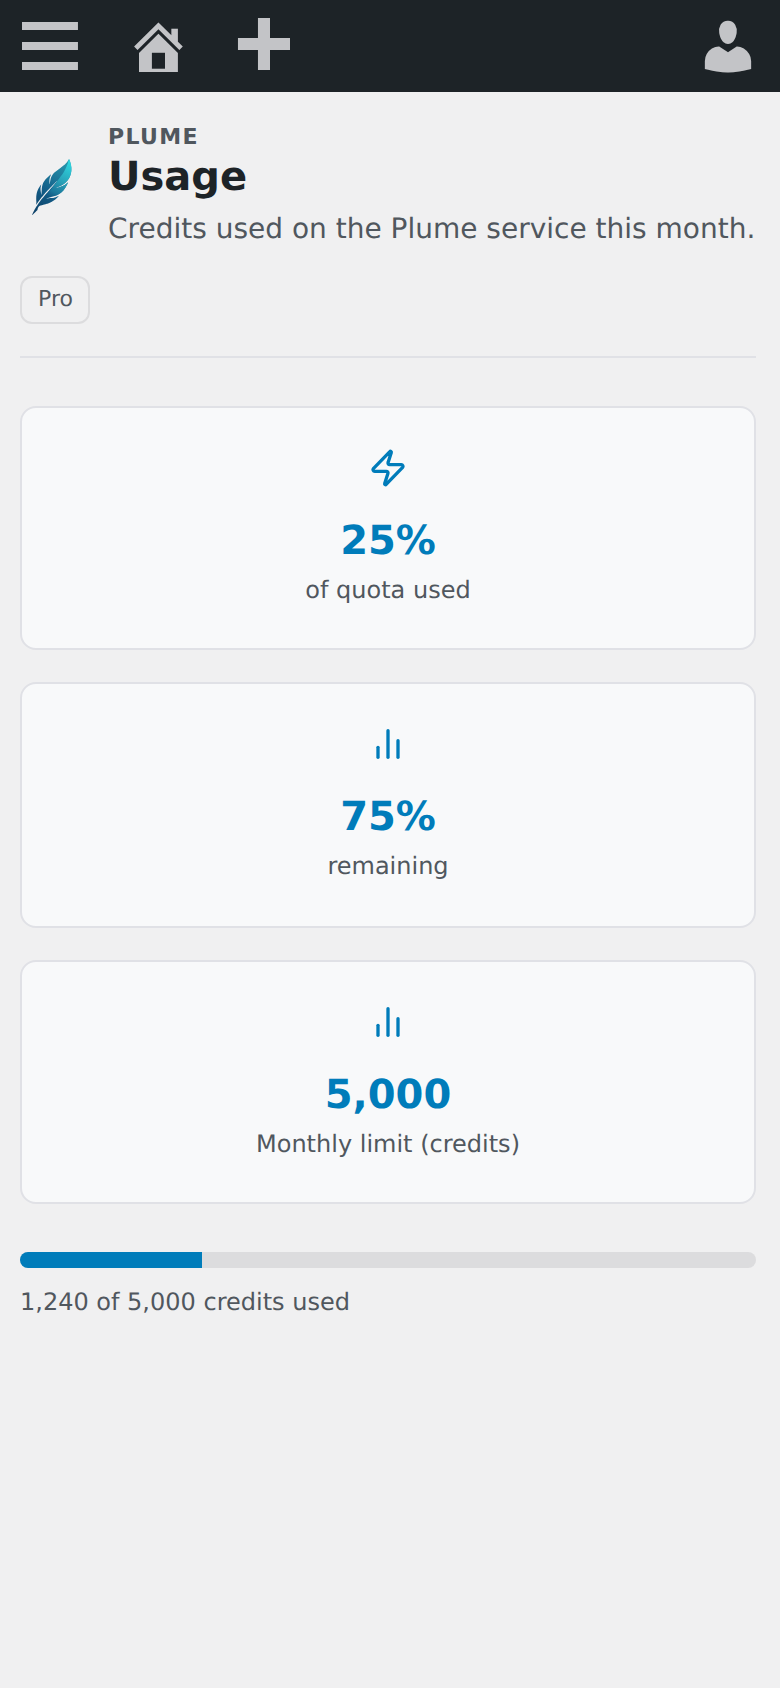 PLUME
Usage
Credits used on the Plume service this month.
Pro
25%
of quota used
75%
remaining
5,000
Monthly limit (credits)
1,240 of 5,000 credits used